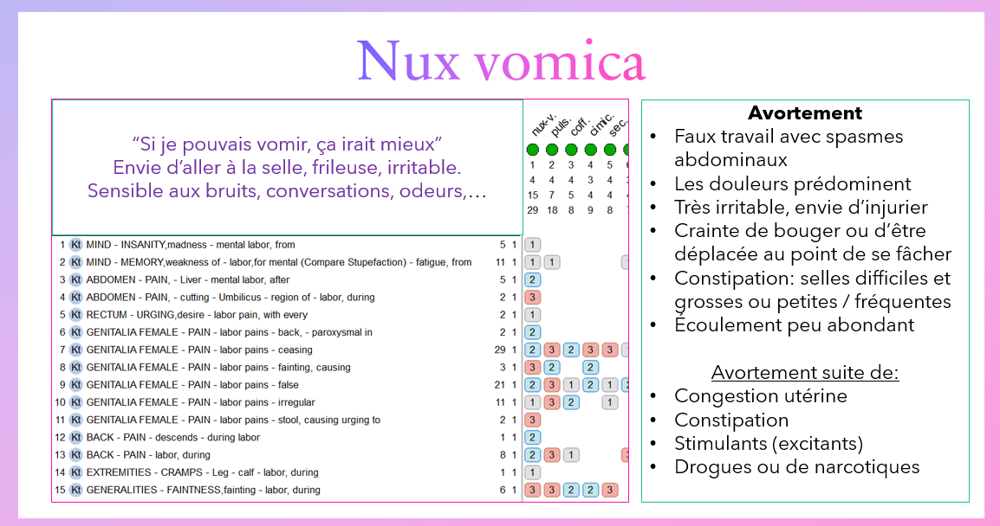 Nux vomica
“Si je pouvais vomir, ça irait mieux”
Envie d’aller à la selle, frileuse, irritable.
Sensible aux bruits, conversations, odeurs,…
nux-v. puls. coff. cimic. sec.
1 2 3 4 5
4 4 4 3 4
15 7 5 4 4
29 18 8 9 8
1 Kt MIND - INSANITY,madness - mental labor, from 5 1 1
2 Kt MIND - MEMORY,weakness of - labor,for mental (Compare Stupefaction) - fatigue, from 11 1 1 1
3 Kt ABDOMEN - PAIN, - Liver - mental labor, after 5 1 2
4 Kt ABDOMEN - PAIN, - cutting - Umbilicus - region of - labor, during 2 1 3
5 Kt RECTUM - URGING,desire - labor pain, with every 2 1 1
6 Kt GENITALIA FEMALE - PAIN - labor pains - back, - paroxysmal in 2 1 2
7 Kt GENITALIA FEMALE - PAIN - labor pains - ceasing 29 1 2 3 2 3 3
8 Kt GENITALIA FEMALE - PAIN - labor pains - fainting, causing 3 1 3 2 2
9 Kt GENITALIA FEMALE - PAIN - labor pains - false 21 1 2 3 1 2 1
10 Kt GENITALIA FEMALE - PAIN - labor pains - irregular 11 1 1 3 2 1
11 Kt GENITALIA FEMALE - PAIN - labor pains - stool, causing urging to 2 1 3
12 Kt BACK - PAIN - descends - during labor 1 1 2
13 Kt BACK - PAIN - labor, during 8 1 2 3 1
14 Kt EXTREMITIES - CRAMPS - Leg - calf - labor, during 1 1 1
15 Kt GENERALITIES - FAINTNESS,fainting - labor, during 6 1 3 3 2 2 3
Avortement
• Faux travail avec spasmes
abdominaux
• Les douleurs prédominent
• Très irritable, envie d’injurier
• Crainte de bouger ou d’être
déplacée au point de se fâcher
• Constipation: selles difficiles et
grosses ou petites / fréquentes
• Écoulement peu abondant
Avortement suite de:
• Congestion utérine
• Constipation
• Stimulants (excitants)
• Drogues ou de narcotiques